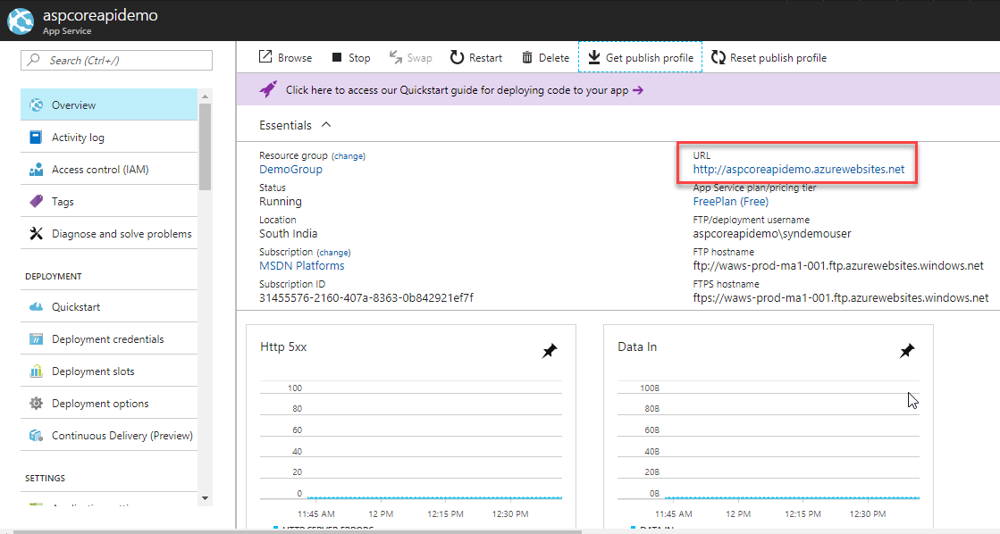 aspcoreapidemo
App Service
Search (Ctrl+/)
Overview
Activity log
Access control (IAM)
Tags
Diagnose and solve problems
DEPLOYMENT
Quickstart
Deployment credentials
Deployment slots
Deployment options
Continuous Delivery (Preview)
SETTINGS
Browse Stop Swap Restart Delete Get publish profile Reset publish profile
Click here to access our Quickstart guide for deploying code to your app
Essentials
Resource group (change)
DemoGroup
Status
Running
Location
South India
Subscription (change)
MSDN Platforms
Subscription ID
31455576-2160-407a-8363-0b842921ef7f
URL
http://aspcoreapidemo.azurewebsites.net
App Service plan/pricing tier
FreePlan (Free)
FTP/deployment username
aspcoreapidemo\syndemouser
FTP hostname
ftp://waws-prod-ma1-001.ftp.azurewebsites.windows.net
FTPS hostname
ftps://waws-prod-ma1-001.ftp.azurewebsites.windows.net
Http 5xx
100
80
60
40
20
0
11:45 AM 12 PM 12:15 PM 12:30 PM
HTTP SERVER ERRORS
Data In
100B
80B
60B
40B
20B
0B
11:45 AM 12 PM 12:15 PM 12:30 PM
DATA IN